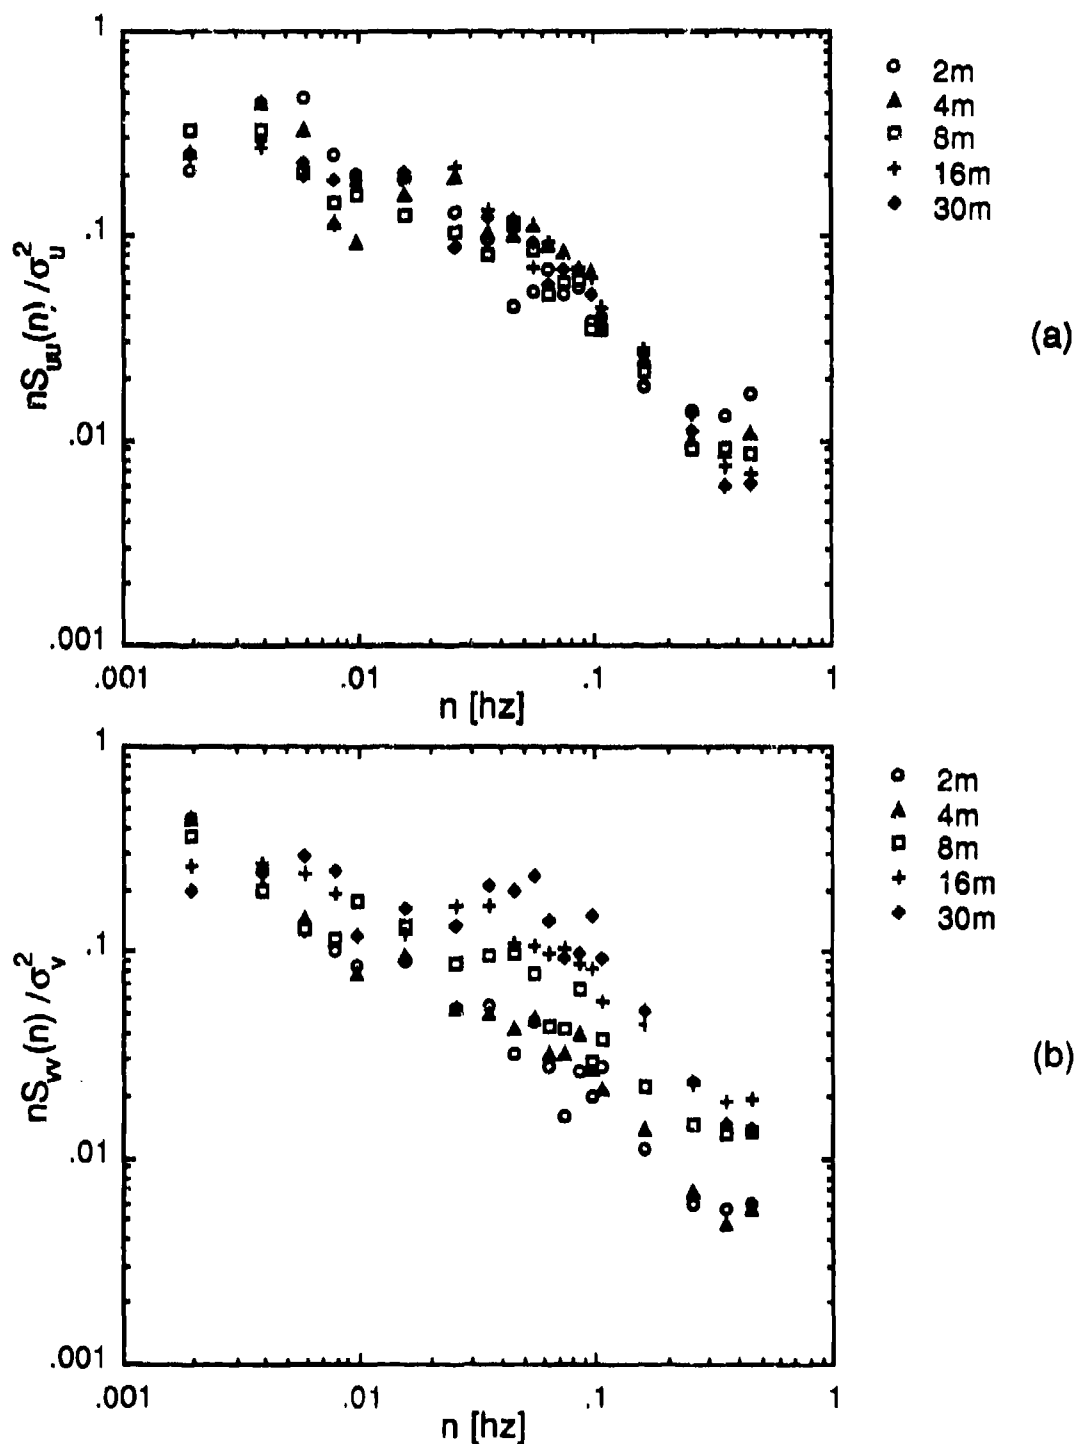 1
.1
.01
.001
nS_uu(n) /σ_u^2
.001
.01
.1
1
n [hz]
2m
4m
8m
16m
30m
(a)
1
.1
.01
.001
nS_vv(n) /σ_v^2
.001
.01
.1
1
n [hz]
2m
4m
8m
16m
30m
(b)